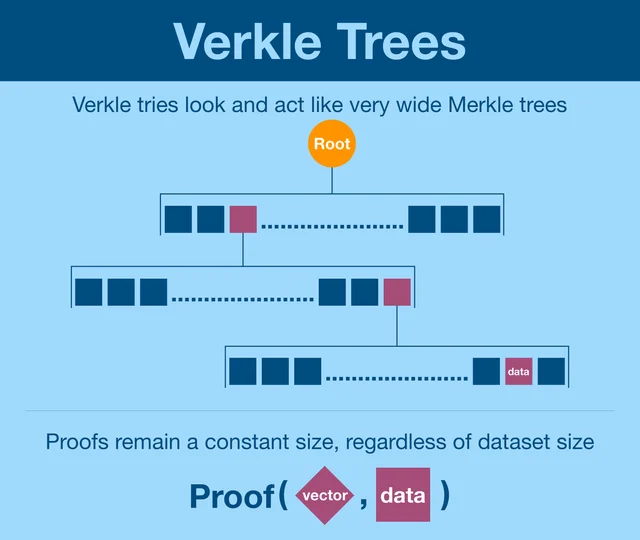 Verkle Trees
Verkle tries look and act like very wide Merkle trees
Root
data
Proofs remain a constant size, regardless of dataset size
Proof( vector , data )